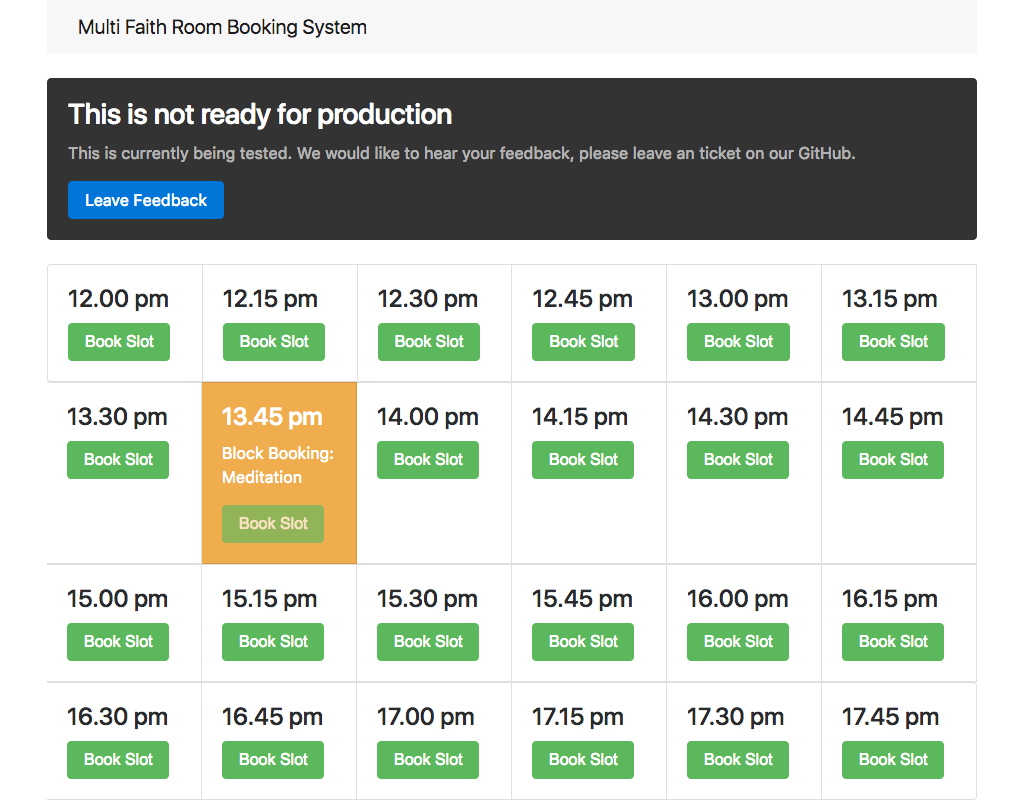 Multi Faith Room Booking System
This is not ready for production
This is currently being tested. We would like to hear your feedback, please leave an ticket on our GitHub.
Leave Feedback
12.00 pm
Book Slot
12.15 pm
Book Slot
12.30 pm
Book Slot
12.45 pm
Book Slot
13.00 pm
Book Slot
13.15 pm
Book Slot
13.30 pm
Book Slot
13.45 pm
Block Booking:
Meditation
Book Slot
14.00 pm
Book Slot
14.15 pm
Book Slot
14.30 pm
Book Slot
14.45 pm
Book Slot
15.00 pm
Book Slot
15.15 pm
Book Slot
15.30 pm
Book Slot
15.45 pm
Book Slot
16.00 pm
Book Slot
16.15 pm
Book Slot
16.30 pm
Book Slot
16.45 pm
Book Slot
17.00 pm
Book Slot
17.15 pm
Book Slot
17.30 pm
Book Slot
17.45 pm
Book Slot